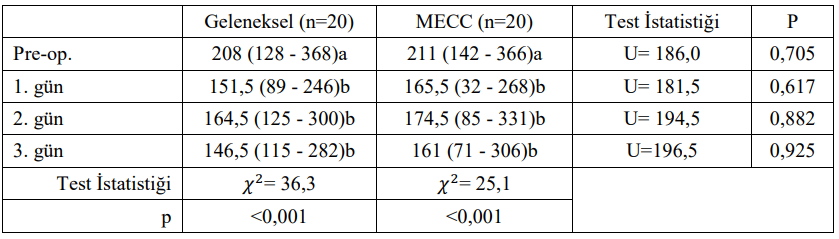 Geleneksel (n=20) MECC (n=20) Test İstatistiği P
Pre-op. 208 (128 - 368)a 211 (142 - 366)a U= 186,0 0,705
1. gün 151,5 (89 - 246)b 165,5 (32 - 268)b U= 181,5 0,617
2. gün 164,5 (125 - 300)b 174,5 (85 - 331)b U= 194,5 0,882
3. gün 146,5 (115 - 282)b 161 (71 - 306)b U=196,5 0,925
Test İstatistiği 𝜒²= 36,3 𝜒²= 25,1
p <0,001 <0,001